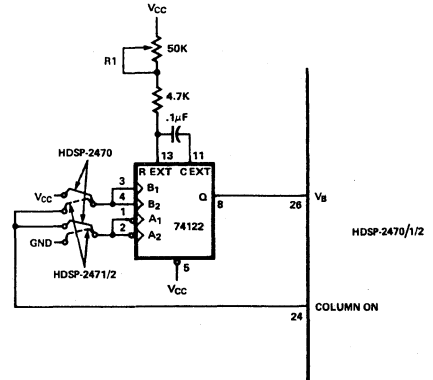 VCC
50K
R1
4.7K
.1µF
13 11
HDSP-2470
R EXT C EXT
VCC
3 B1
4 B2
1 A1
2 A2
Q 8
74122
GND
HDSP-2471/2
5
VCC
26 VB
HDSP-2470/1/2
COLUMN ON
24